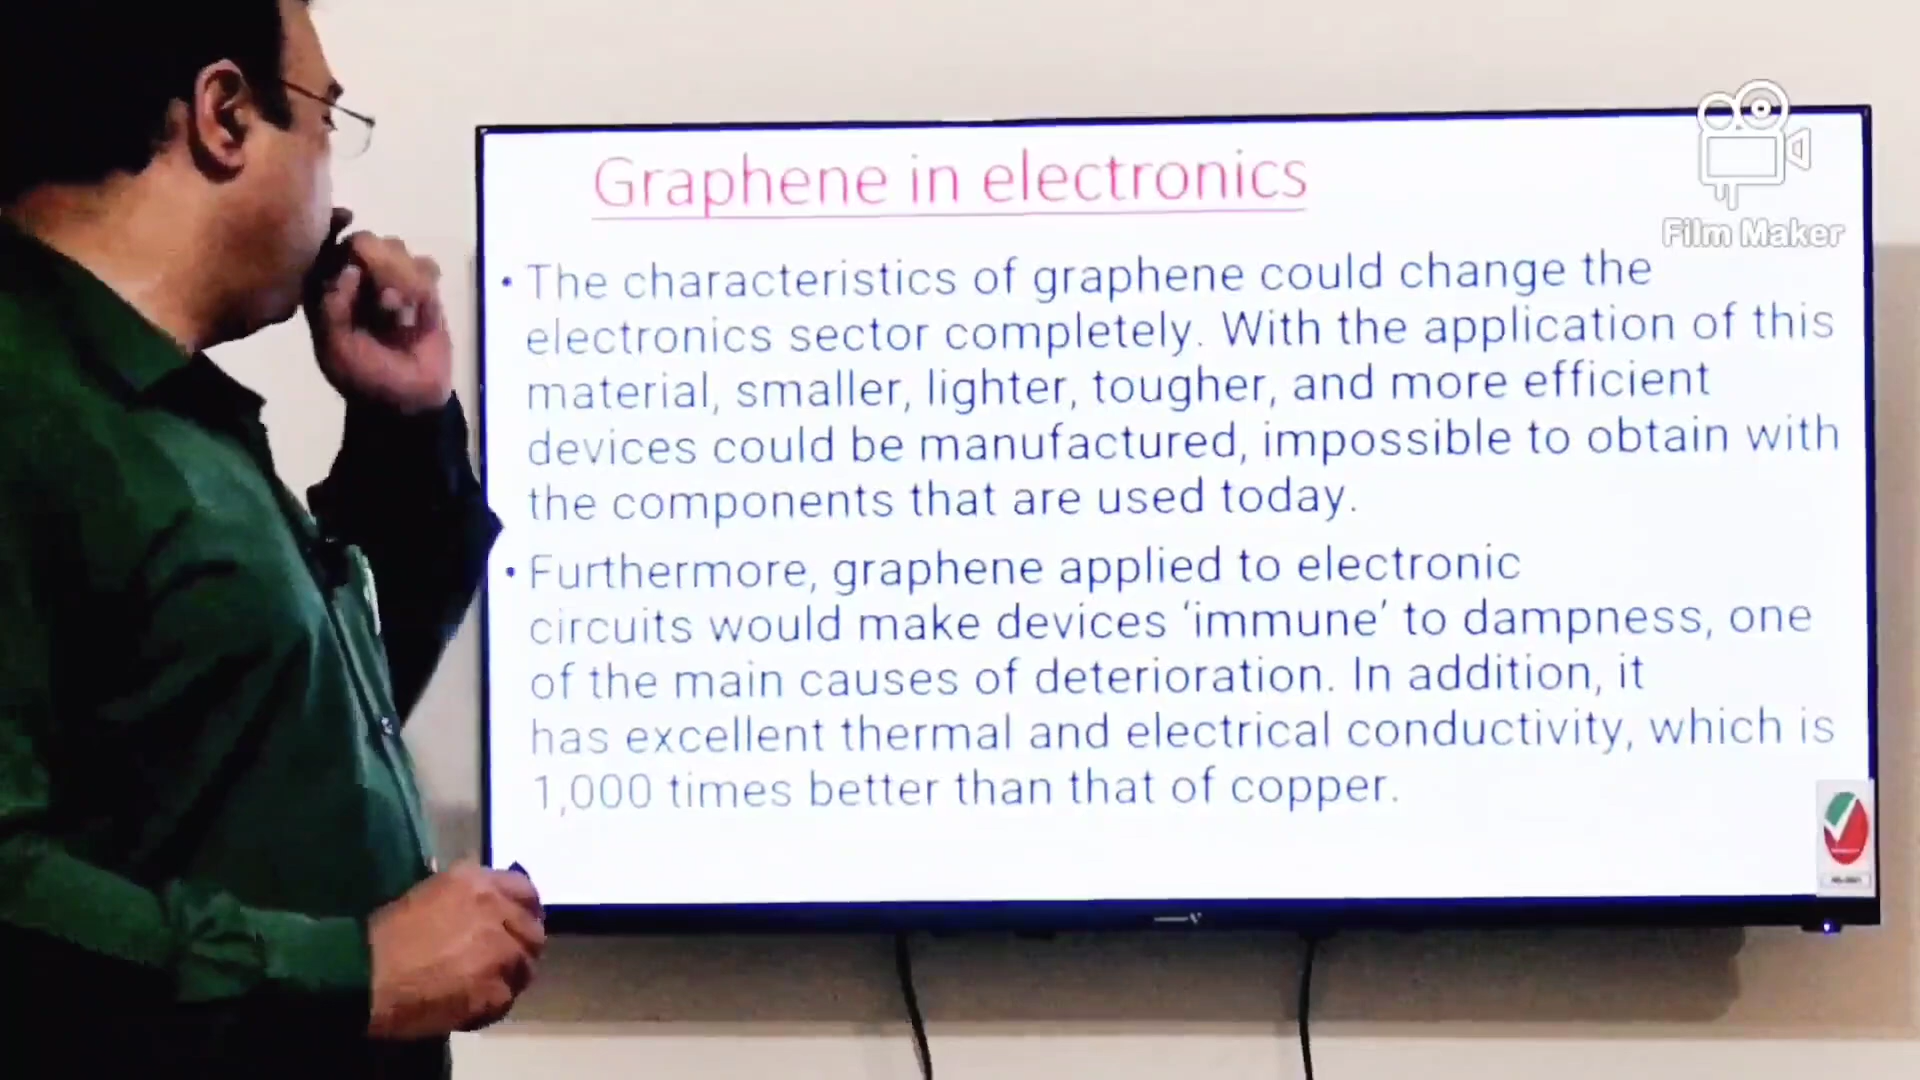 Film Maker
Graphene in electronics
• The characteristics of graphene could change the
electronics sector completely. With the application of this
material, smaller, lighter, tougher, and more efficient
devices could be manufactured, impossible to obtain with
the components that are used today.
• Furthermore, graphene applied to electronic
circuits would make devices ‘immune’ to dampness, one
of the main causes of deterioration. In addition, it
has excellent thermal and electrical conductivity, which is
1,000 times better than that of copper.